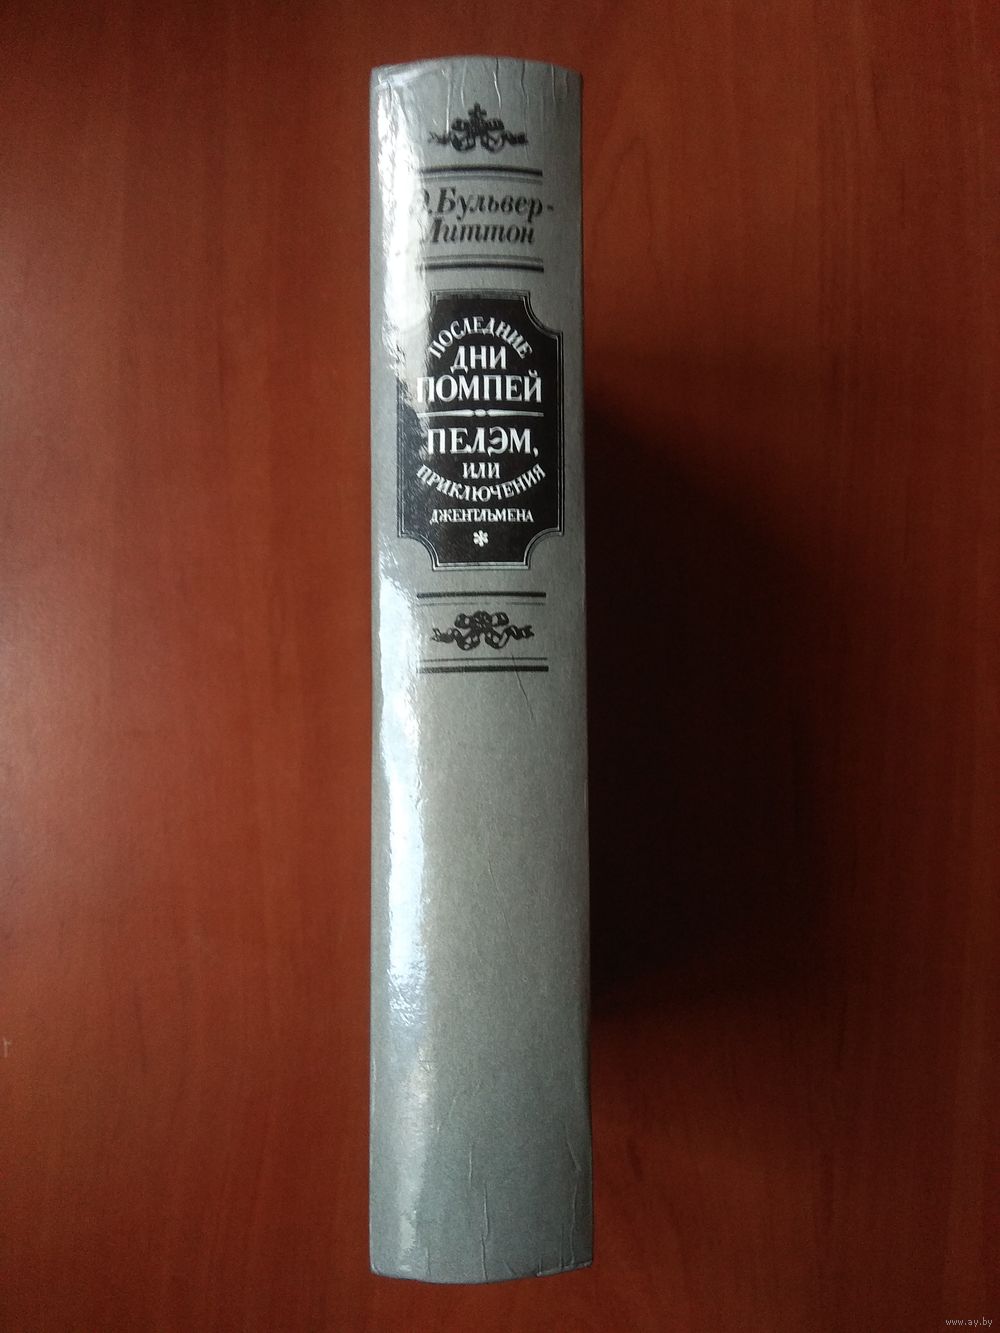 Э.Бульвер-
Литтон
ПОСЛЕДНИЕ
ДНИ
ПОМПЕЙ
ПЕЛЭМ,
ИЛИ
ПРИКЛЮЧЕНИЯ
ДЖЕНТЛЬМЕНА
*
www.ay.by